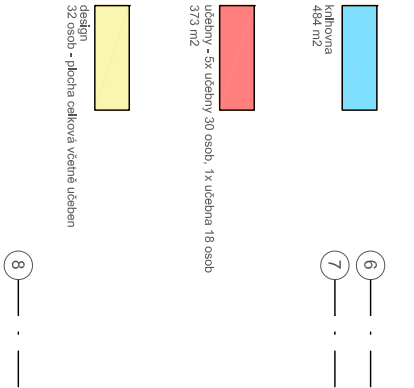 knihovna
484 m2
učebny - 5x učebny 30 osob, 1x učebna 18 osob
373 m2
design
32 osob - plocha celková včetně učeben
6
7
8